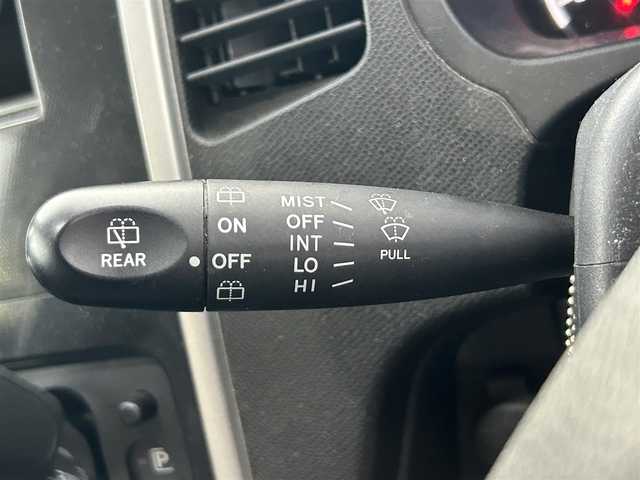 REAR
ON
OFF
MIST
OFF
INT
LO
HI
PULL
P